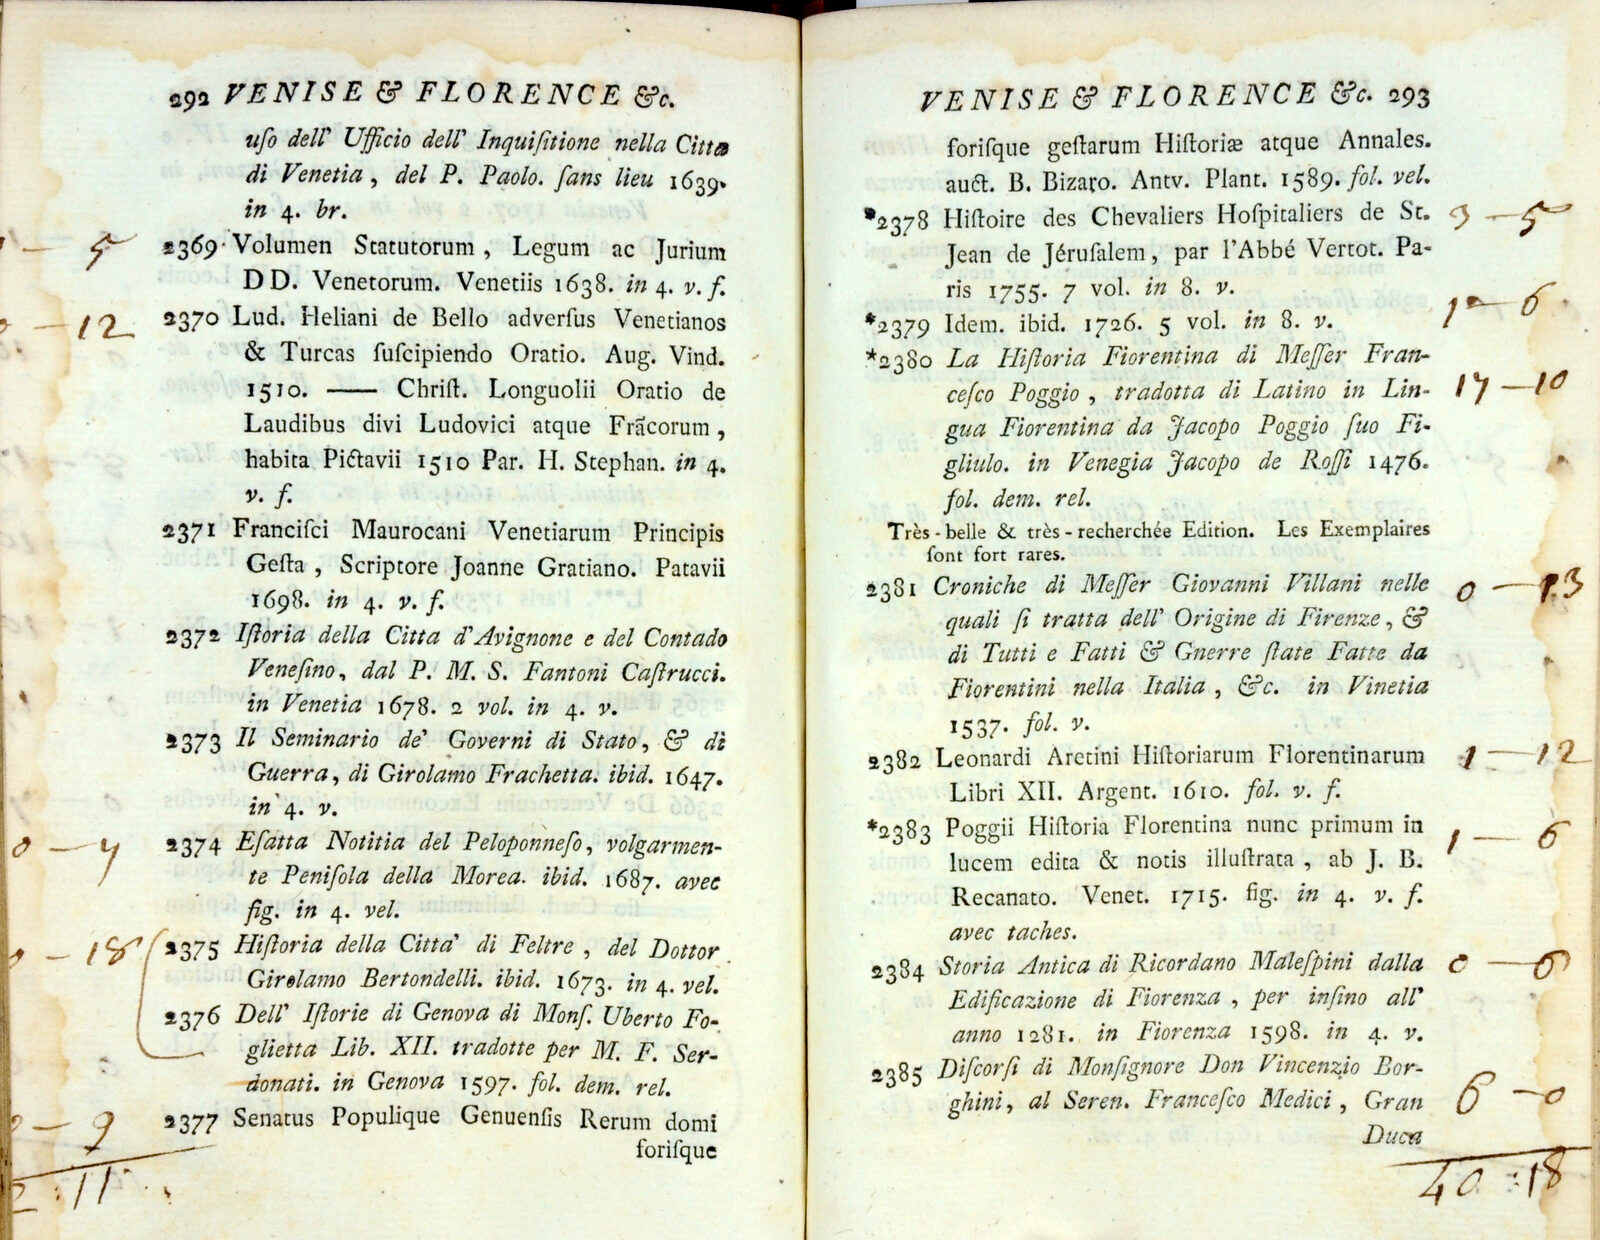 292 VENISE & FLORENCE &c.
uſo dell' Ufficio dell' Inquiſitione nella Citta
di Venetia, del P. Paolo. ſans lieu 1639.
in 4. br.
— 5
2369 Volumen Statutorum, Legum ac Jurium
DD. Venetorum. Venetiis 1638. in 4. v. f.
— 12
2370 Lud. Heliani de Bello adverſus Venetianos
& Turcas ſuſcipiendo Oratio. Aug. Vind.
1510. —— Chriſt. Longuolii Oratio de
Laudibus divi Ludovici atque Frãcorum,
habita Pictavii 1510 Par. H. Stephan. in 4.
v. f.
2371 Franciſci Maurocani Venetiarum Principis
Geſta, Scriptore Joanne Gratiano. Patavii
1698. in 4. v. f.
2372 Iſtoria della Citta d'Avignone e del Contado
Veneſino, dal P. M. S. Fantoni Caſtrucci.
in Venetia 1678. 2 vol. in 4. v.
2373 Il Seminario de' Governi di Stato, & di
Guerra, di Girolamo Frachetta. ibid. 1647.
in 4. v.
0 — 4
2374 Eſatta Notitia del Peloponneſo, volgarmen-
te Peniſola della Morea. ibid. 1687. avec
fig. in 4. vel.
— 18
2375 Hiſtoria della Citta' di Feltre, del Dottor
Girolamo Bertondelli. ibid. 1673. in 4. vel.
2376 Dell' Iſtorie di Genova di Monſ. Uberto Fo-
glietta Lib. XII. tradotte per M. F. Ser-
donati. in Genova 1597. fol. dem. rel.
— 9
2377 Senatus Populique Genuenſis Rerum domi
foriſque
: 11
VENISE & FLORENCE &c. 293
foriſque geſtarum Hiſtoriæ atque Annales.
auct. B. Bizaro. Antv. Plant. 1589. fol. vel.
*2378 Hiſtoire des Chevaliers Hoſpitaliers de St.
3 — 5
Jean de Jéruſalem, par l'Abbé Vertot. Pa-
ris 1755. 7 vol. in 8. v.
*2379 Idem. ibid. 1726. 5 vol. in 8. v.
1 — 6
*2380 La Hiſtoria Fiorentina di Meſſer Fran-
ceſco Poggio, tradotta di Latino in Lin-
17 — 10
gua Fiorentina da Jacopo Poggio ſuo Fi-
gliulo. in Venegia Jacopo de Roſſi 1476.
fol. dem. rel.
Très-belle & très-recherchée Edition. Les Exemplaires
ſont fort rares.
2381 Croniche di Meſſer Giovanni Villani nelle
0 — 13
quali ſi tratta dell' Origine di Firenze, &
di Tutti e Fatti & Gnerre ſtate Fatte da
Fiorentini nella Italia, &c. in Vinetia
1537. fol. v.
2382 Leonardi Aretini Hiſtoriarum Florentinarum
1 — 12
Libri XII. Argent. 1610. fol. v. f.
*2383 Poggii Hiſtoria Florentina nunc primum in
1 — 6
lucem edita & notis illuſtrata, ab J. B.
Recanato. Venet. 1715. fig. in 4. v. f.
avec taches.
2384 Storia Antica di Ricordano Maleſpini dalla
0 — 6
Edificazione di Fiorenza, per inſino all'
anno 1281. in Fiorenza 1598. in 4. v.
2385 Diſcorſi di Monſignore Don Vincenzio Bor-
ghini, al Seren. Franceſco Medici, Gran
6 — 0
Duca
40 : 18